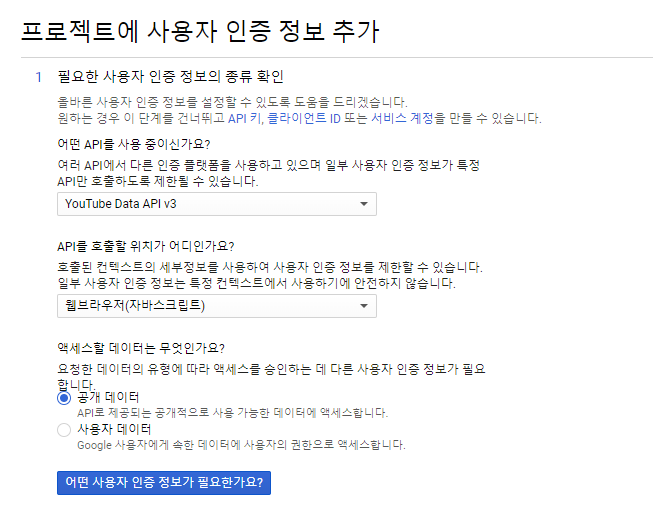 프로젝트에 사용자 인증 정보 추가
1 필요한 사용자 인증 정보의 종류 확인
올바른 사용자 인증 정보를 설정할 수 있도록 도움을 드리겠습니다.
원하는 경우 이 단계를 건너뛰고 API 키, 클라이언트 ID 또는 서비스 계정을 만들 수 있습니다.
어떤 API를 사용 중이신가요?
여러 API에서 다른 인증 플랫폼을 사용하고 있으며 일부 사용자 인증 정보가 특정
API만 호출하도록 제한될 수 있습니다.
YouTube Data API v3
API를 호출할 위치가 어디인가요?
호출된 컨텍스트의 세부정보를 사용하여 사용자 인증 정보를 제한할 수 있습니다.
일부 사용자 인증 정보는 특정 컨텍스트에서 사용하기에 안전하지 않습니다.
웹브라우저(자바스크립트)
액세스할 데이터는 무엇인가요?
요청한 데이터의 유형에 따라 액세스를 승인하는 데 다른 사용자 인증 정보가 필요
합니다.
공개 데이터
API로 제공되는 공개적으로 사용 가능한 데이터에 액세스합니다.
사용자 데이터
Google 사용자에게 속한 데이터에 사용자의 권한으로 액세스합니다.
어떤 사용자 인증 정보가 필요한가요?